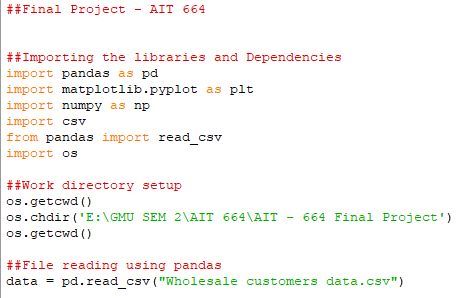 ##Final Project - AIT 664
##Importing the libraries and Dependencies
import pandas as pd
import matplotlib.pyplot as plt
import numpy as np
import csv
from pandas import read_csv
import os
##Work directory setup
os.getcwd()
os.chdir('E:\GMU SEM 2\AIT 664\AIT - 664 Final Project')
os.getcwd()
##File reading using pandas
data = pd.read_csv("Wholesale customers data.csv")